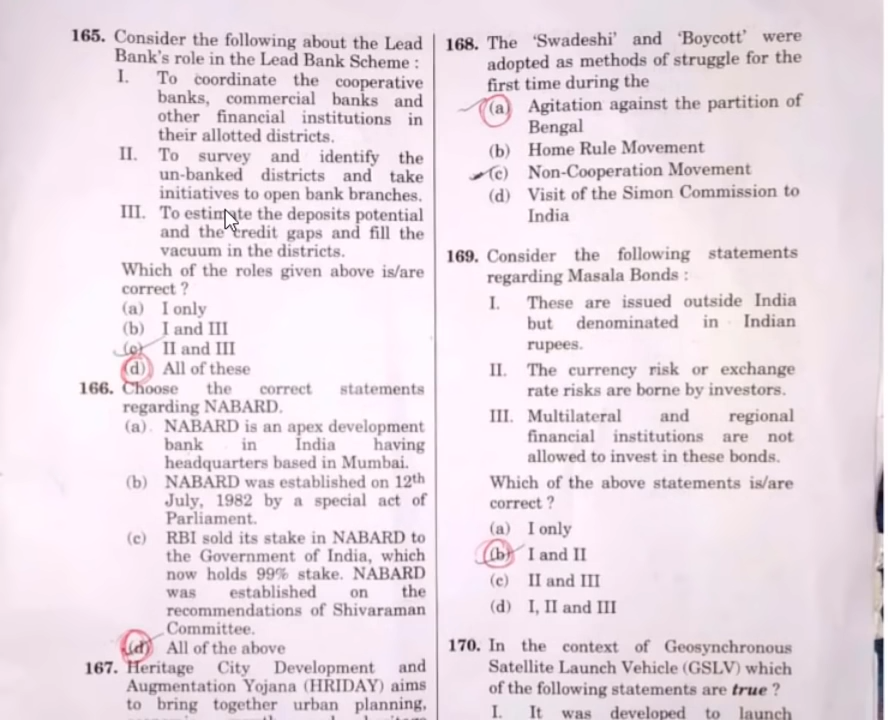 165. Consider the following about the Lead
Bank's role in the Lead Bank Scheme :
I. To coordinate the cooperative
banks, commercial banks and
other financial institutions in
their allotted districts.
II. To survey and identify the
un-banked districts and take
initiatives to open bank branches.
III. To estimate the deposits potential
and the credit gaps and fill the
vacuum in the districts.
Which of the roles given above is/are
correct ?
(a) I only
(b) I and III
(c) II and III
(d) All of these
166. Choose the correct statements
regarding NABARD.
(a) NABARD is an apex development
bank in India having
headquarters based in Mumbai.
(b) NABARD was established on 12th
July, 1982 by a special act of
Parliament.
(c) RBI sold its stake in NABARD to
the Government of India, which
now holds 99% stake. NABARD
was established on the
recommendations of Shivaraman
Committee.
(d) All of the above
167. Heritage City Development and
Augmentation Yojana (HRIDAY) aims
to bring together urban planning,
168. The 'Swadeshi' and 'Boycott' were
adopted as methods of struggle for the
first time during the
(a) Agitation against the partition of
Bengal
(b) Home Rule Movement
(c) Non-Cooperation Movement
(d) Visit of the Simon Commission to
India
169. Consider the following statements
regarding Masala Bonds :
I. These are issued outside India
but denominated in Indian
rupees.
II. The currency risk or exchange
rate risks are borne by investors.
III. Multilateral and regional
financial institutions are not
allowed to invest in these bonds.
Which of the above statements is/are
correct ?
(a) I only
(b) I and II
(c) II and III
(d) I, II and III
170. In the context of Geosynchronous
Satellite Launch Vehicle (GSLV) which
of the following statements are true ?
I. It was developed to launch